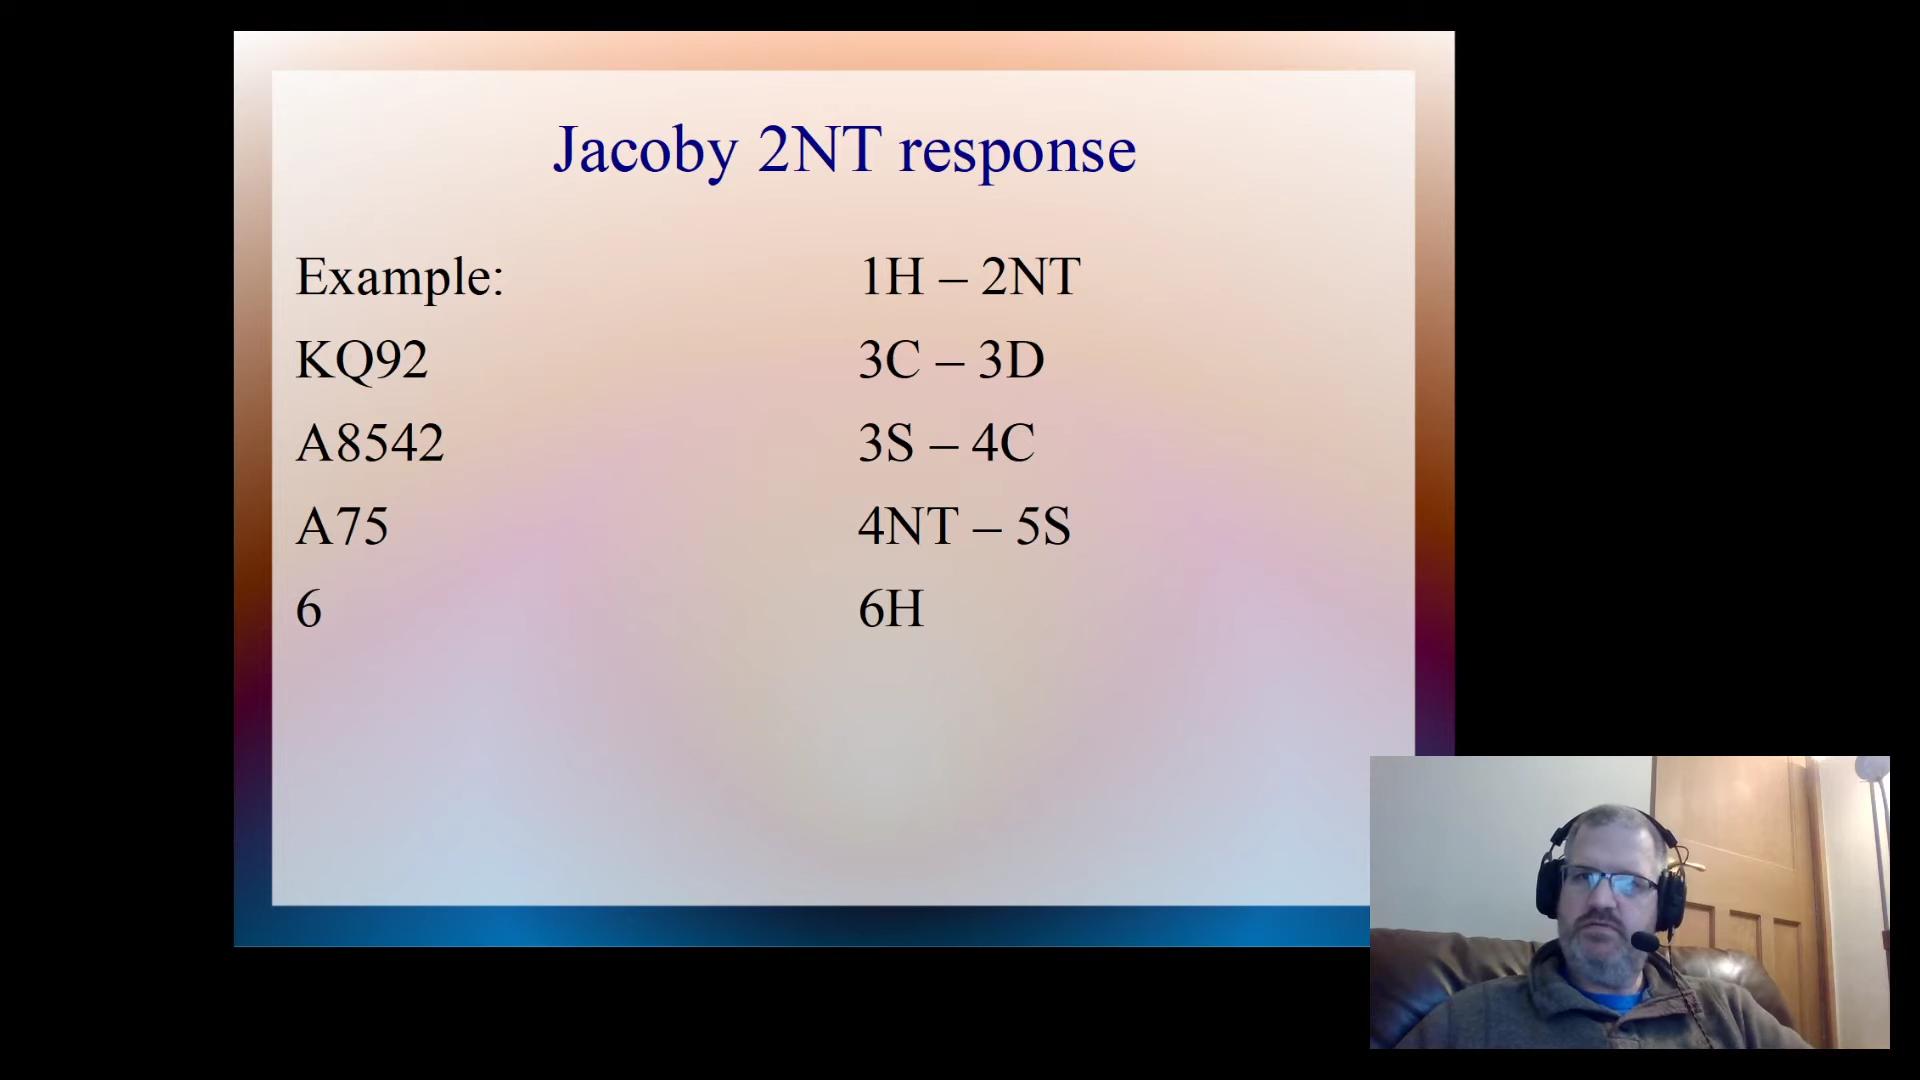 Jacoby 2NT response
Example:
KQ92
A8542
A75
6
1H – 2NT
3C – 3D
3S – 4C
4NT – 5S
6H